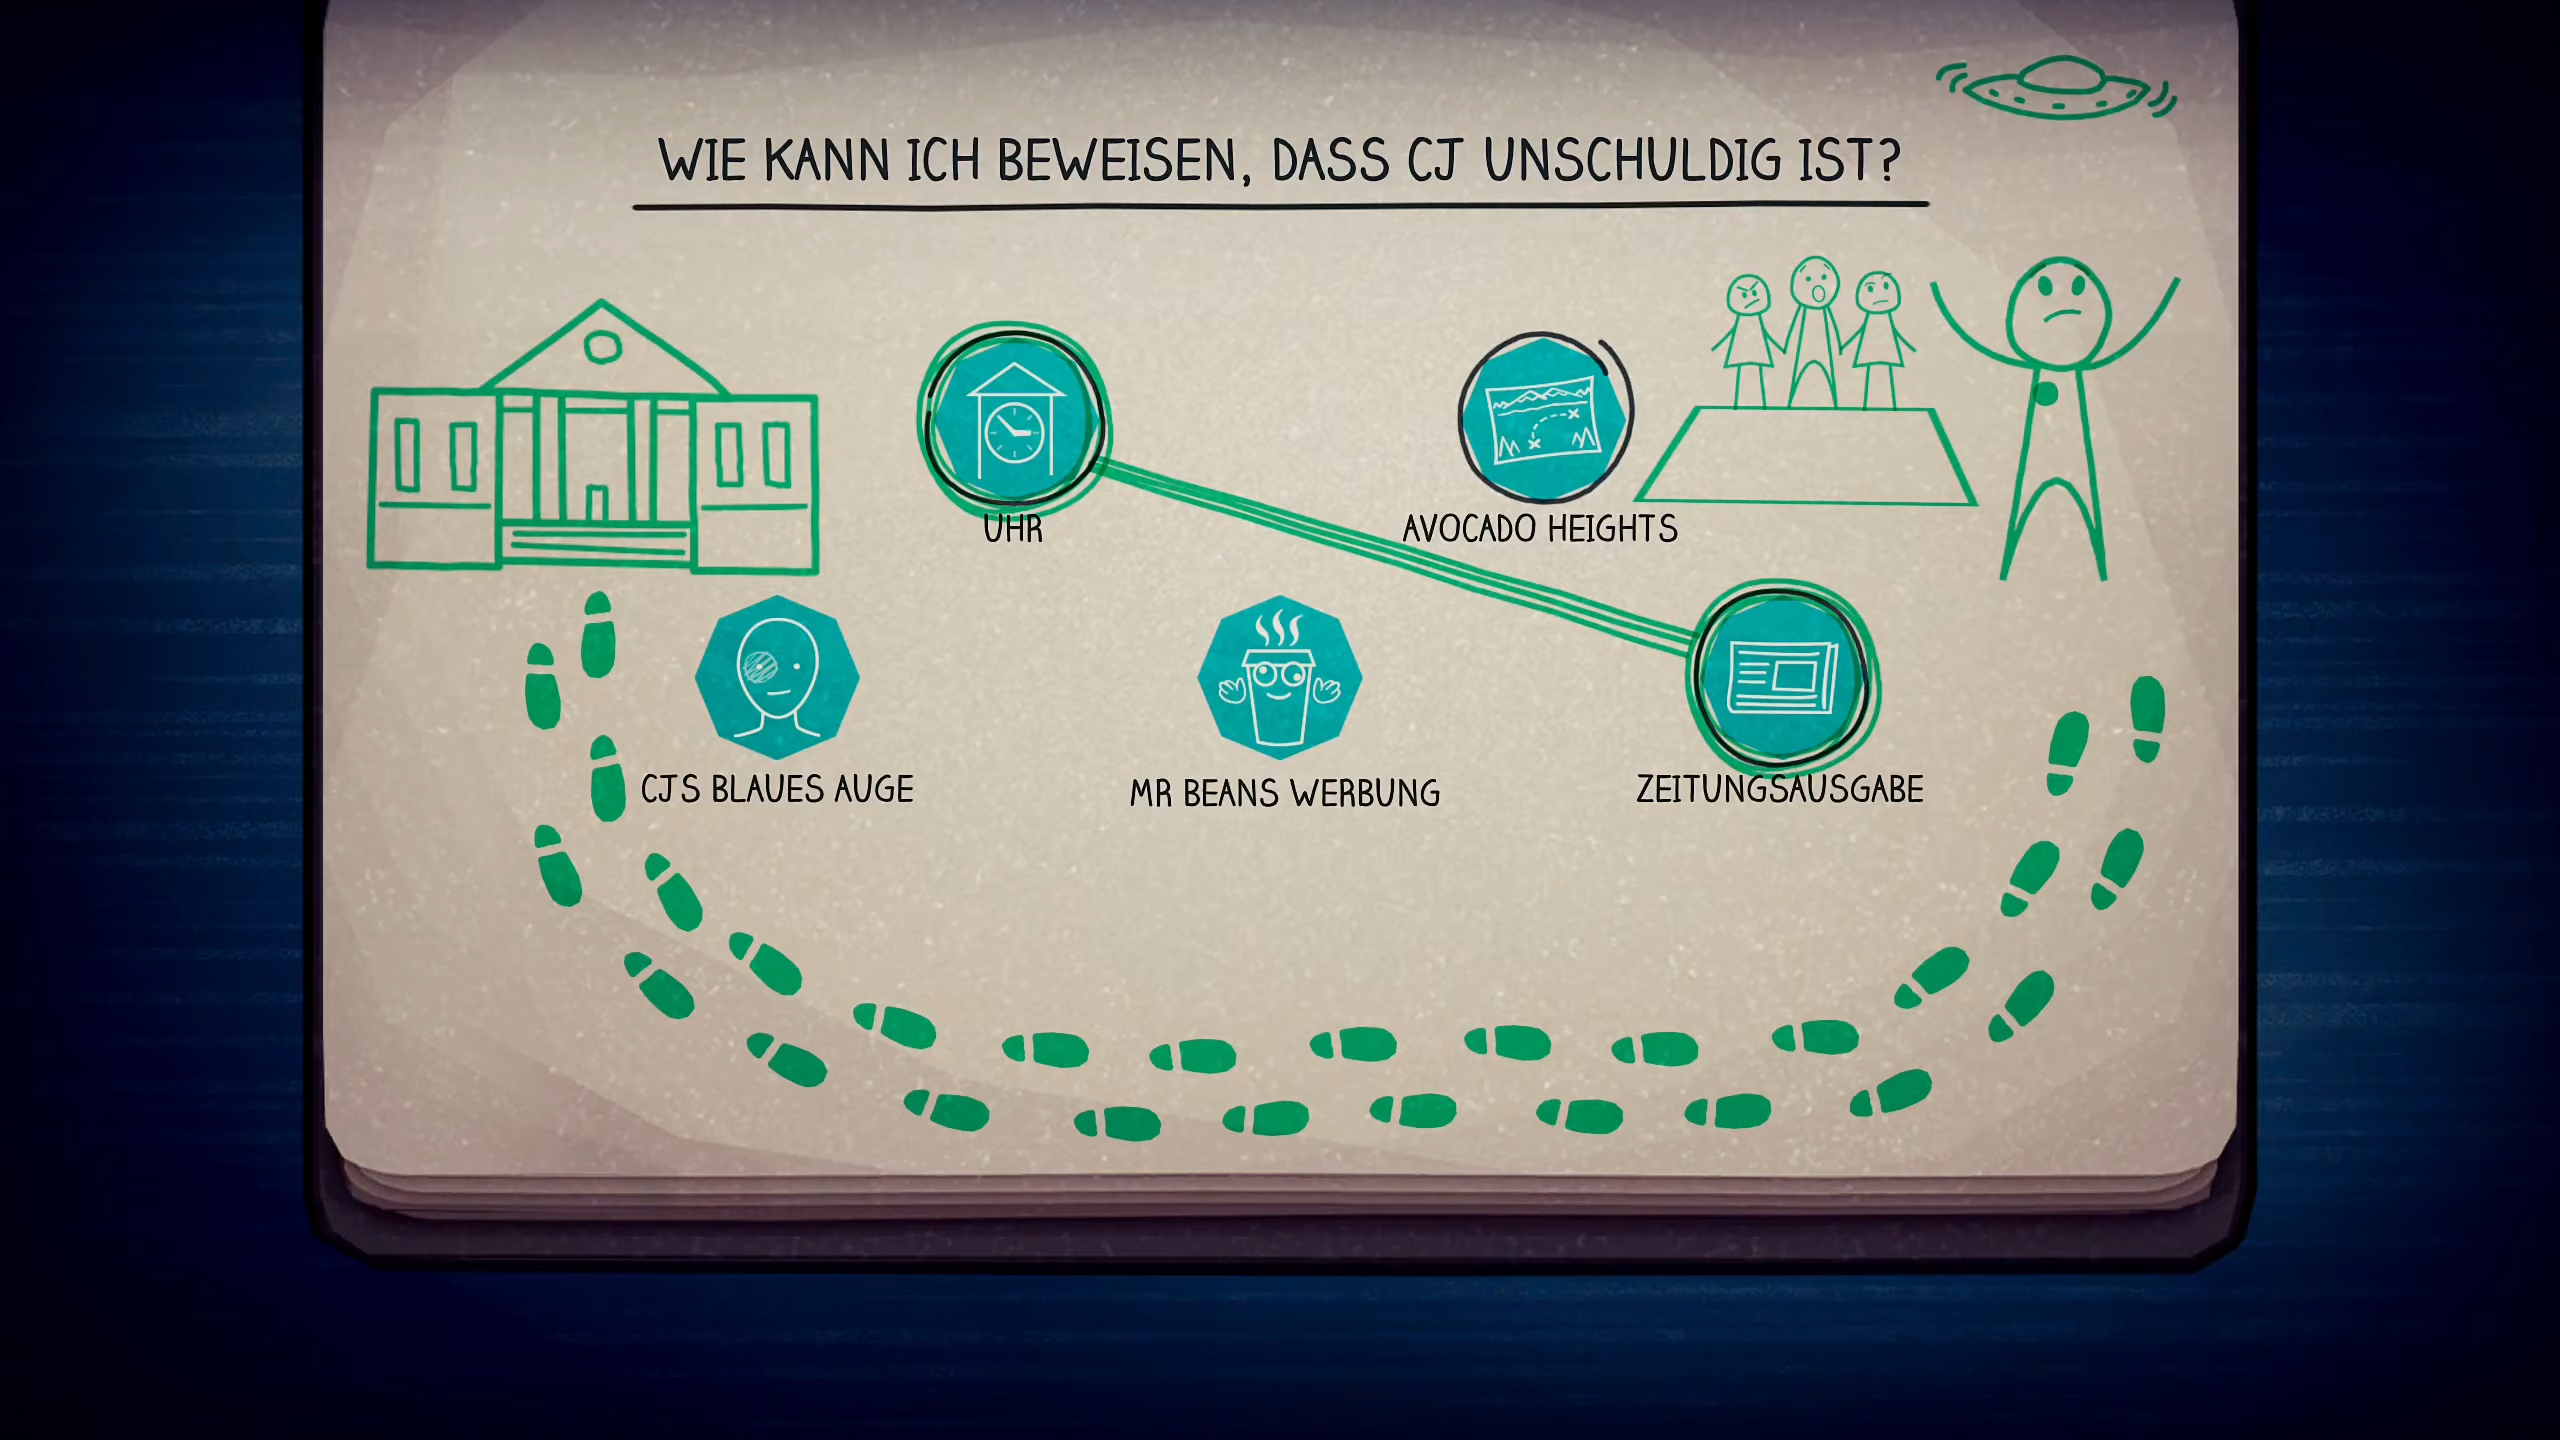 WIE KANN ICH BEWEISEN, DASS CJ UNSCHULDIG IST?
UHR
AVOCADO HEIGHTS
CJS BLAUES AUGE
MR BEANS WERBUNG
ZEITUNGSAUSGABE